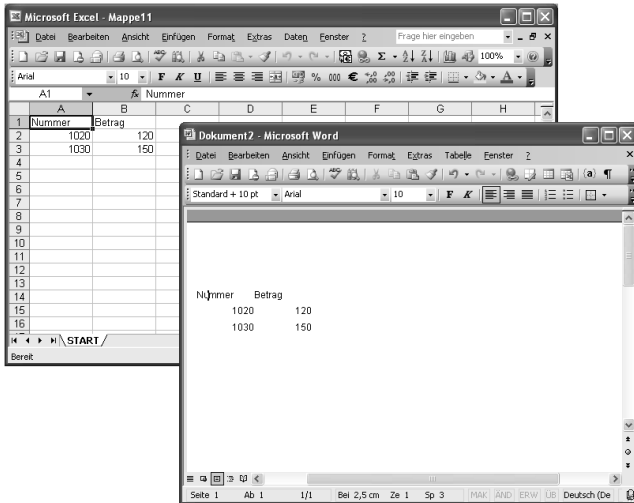 Microsoft Excel - Mappe11
Datei Bearbeiten Ansicht Einfügen Format Extras Daten Fenster ?
Frage hier eingeben
100%
Arial 10 F K U % 000 €
A1 fx Nummer
A B C D E F G H
1 Nummer Betrag
2 1020 120
3 1030 150
4
5
6
7
8
9
10
11
12
13
14
15
16
START
Bereit
Dokument2 - Microsoft Word
Datei Bearbeiten Ansicht Einfügen Format Extras Tabelle Fenster ?
(a) ¶
Standard + 10 pt Arial 10 F K
Nummer Betrag
1020 120
1030 150
Seite 1 Ab 1 1/1 Bei 2,5 cm Ze 1 Sp 3 MAK ÄND ERW ÜB Deutsch (De